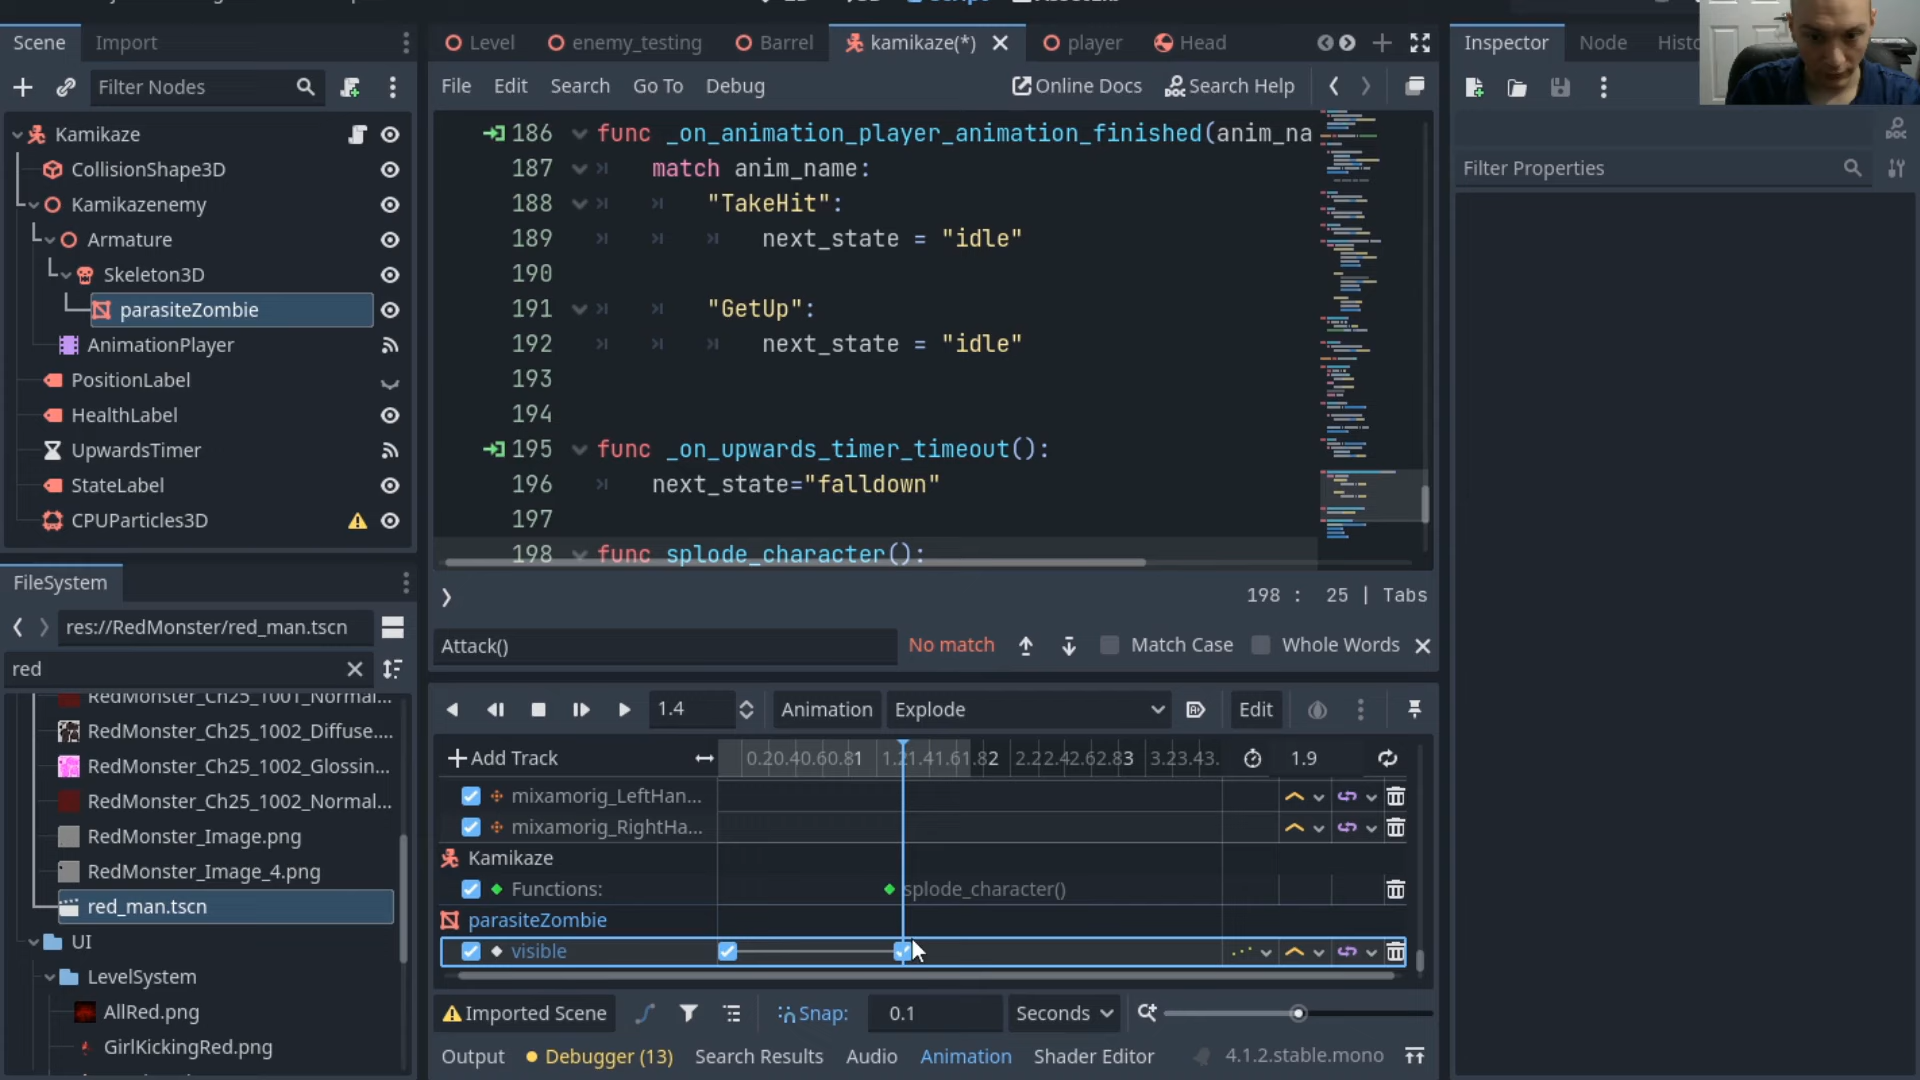 Scene
Import
Filter Nodes
Kamikaze
CollisionShape3D
Kamikazenemy
Armature
Skeleton3D
parasiteZombie
AnimationPlayer
PositionLabel
HealthLabel
UpwardsTimer
StateLabel
CPUParticles3D
FileSystem
res://RedMonster/red_man.tscn
red
RedMonster_Ch25_1001_Normal...
RedMonster_Ch25_1002_Diffuse....
RedMonster_Ch25_1002_Glossin...
RedMonster_Ch25_1002_Normal...
RedMonster_Image.png
RedMonster_Image_4.png
red_man.tscn
UI
LevelSystem
AllRed.png
GirlKickingRed.png
Level
enemy_testing
Barrel
kamikaze(*)
player
Head
File Edit Search Go To Debug
Online Docs
Search Help
186 func _on_animation_player_animation_finished(anim_na
187 match anim_name:
188 "TakeHit":
189 next_state = "idle"
190
191 "GetUp":
192 next_state = "idle"
193
194
195 func _on_upwards_timer_timeout():
196 next_state="falldown"
197
198 func splode_character():
198 : 25 | Tabs
Attack()
No match
Match Case
Whole Words
1.4
Animation
Explode
Edit
Add Track
1.9
mixamorig_LeftHan...
mixamorig_RightHa...
Kamikaze
Functions:
splode_character()
parasiteZombie
visible
Imported Scene
Snap:
0.1
Seconds
Output
Debugger (13)
Search Results
Audio
Animation
Shader Editor
4.1.2.stable.mono
Inspector
Node
Histo
Filter Properties